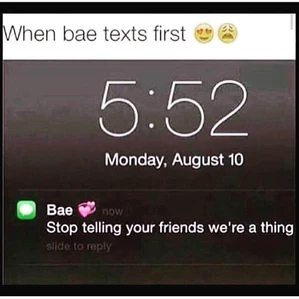 When bae texts first 😍😩
5:52
Monday, August 10
Bae 💞 now
Stop telling your friends we're a thing
slide to reply